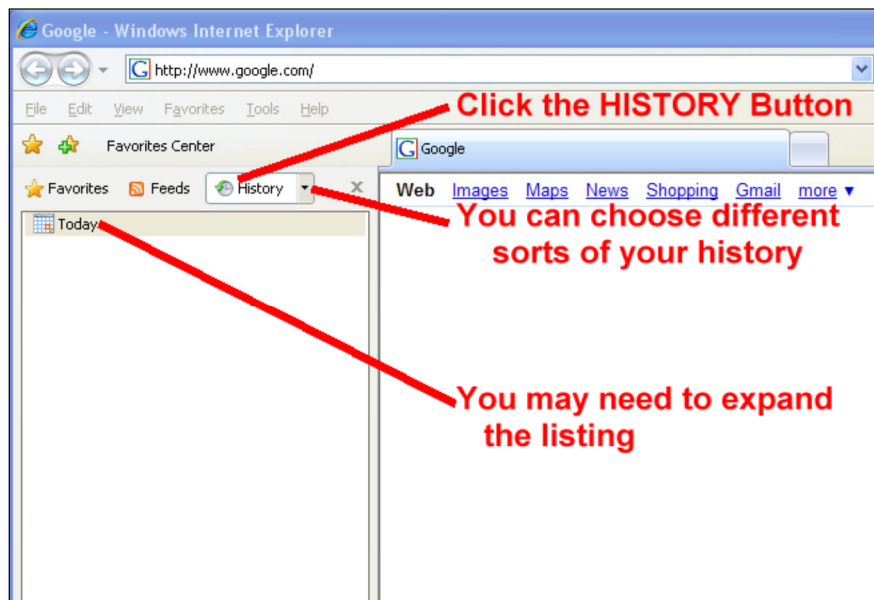 Google - Windows Internet Explorer
http://www.google.com/
File Edit View Favorites Tools Help
Click the HISTORY Button
Favorites Center
Google
Favorites Feeds History
Web Images Maps News Shopping Gmail more ▼
Today
You can choose different
sorts of your history
You may need to expand
the listing